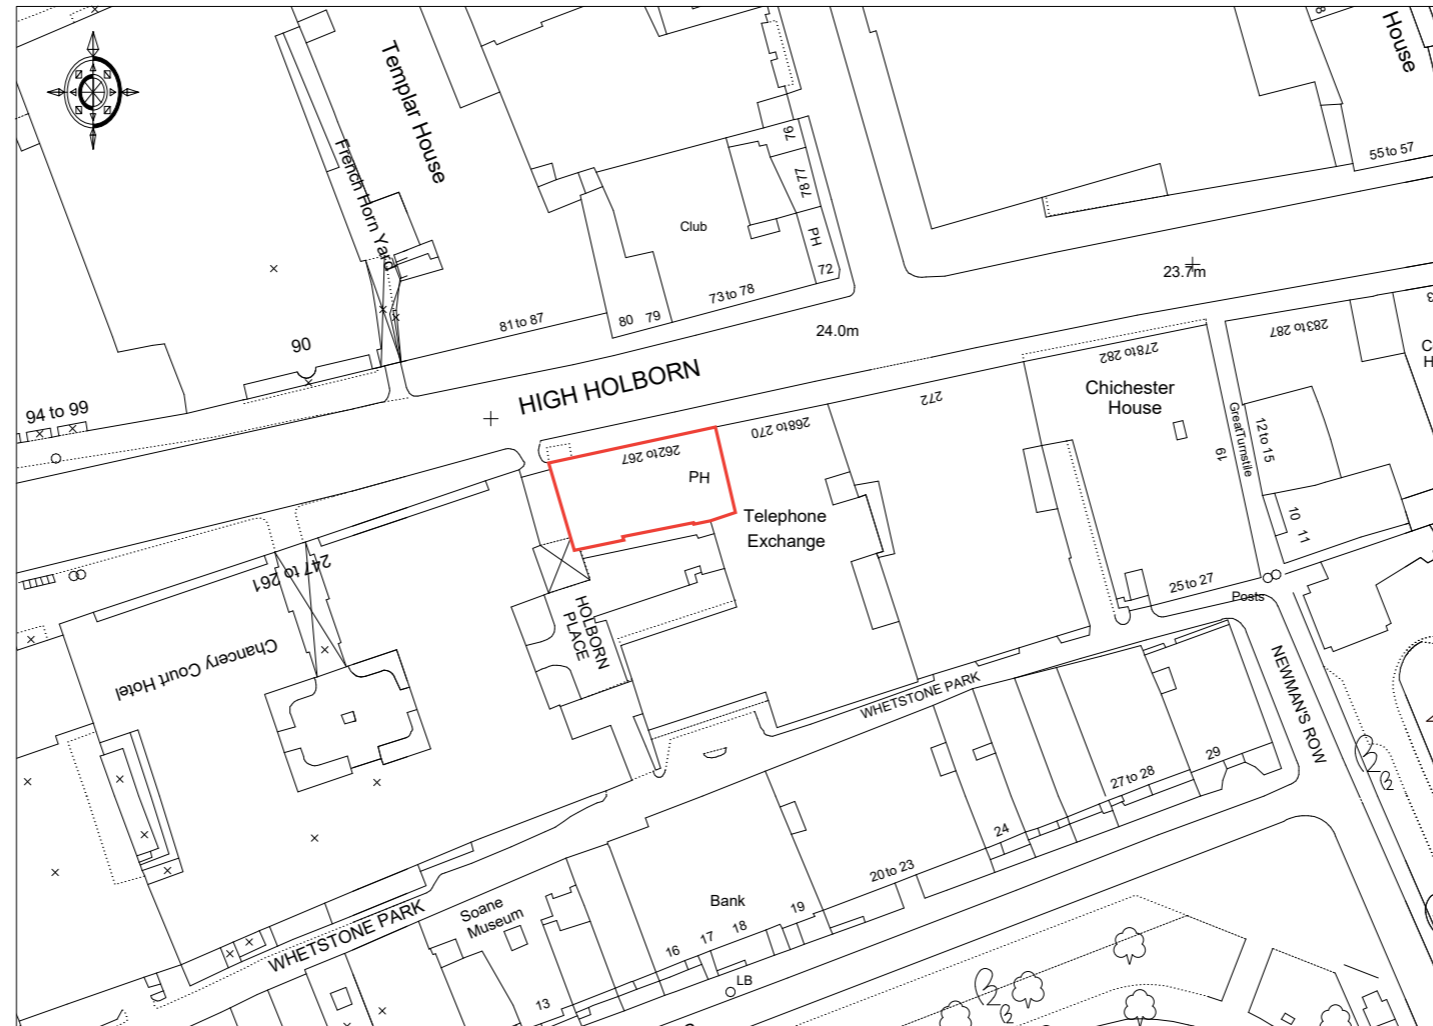 Templar House
French Horn Yard
House
8
76
7877
PH
72
Club
73 to 78
80
79
81 to 87
90
94 to 99
55 to 57
23.7m
24.0m
HIGH HOLBORN
262 to 267
PH
268 to 270
272
278 to 282
283 to 287
Chichester
House
Great Turnstile
19
12 to 15
10
11
C
H
Telephone
Exchange
247 to 261
Chancery Court Hotel
HOLBORN
PLACE
25 to 27
Posts
NEWMAN'S ROW
WHETSTONE PARK
29
27 to 28
24
20 to 23
Bank
19
18
17
16
LB
Soane
Museum
13
WHETSTONE PARK